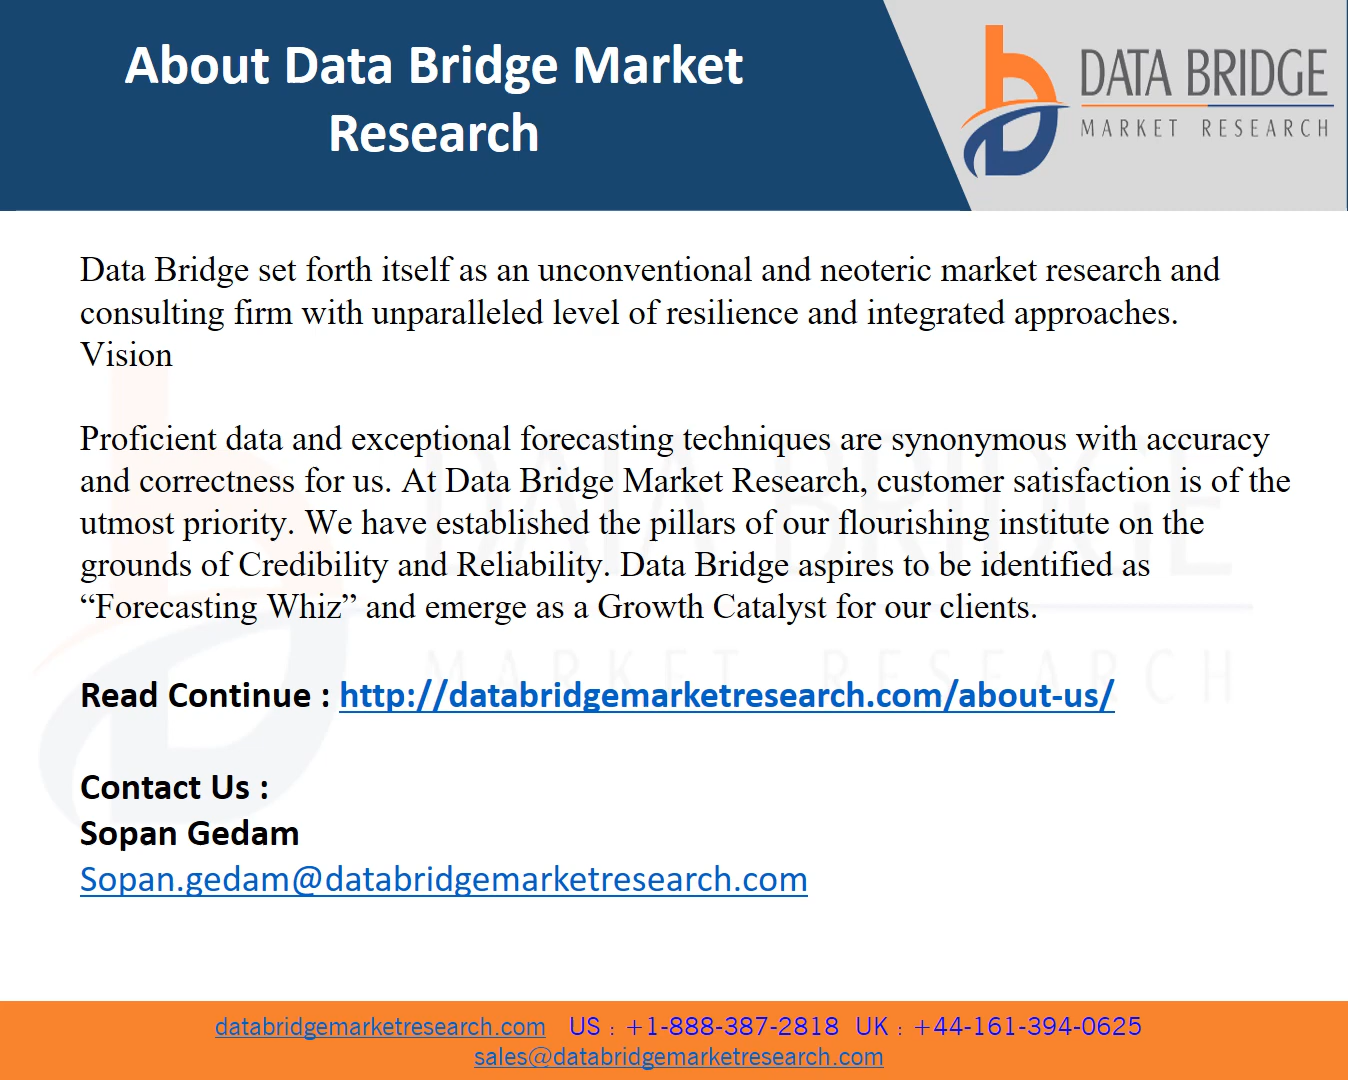 About Data Bridge Market
Research
DATA BRIDGE
MARKET RESEARCH
Data Bridge set forth itself as an unconventional and neoteric market research and
consulting firm with unparalleled level of resilience and integrated approaches.
Vision
Proficient data and exceptional forecasting techniques are synonymous with accuracy
and correctness for us. At Data Bridge Market Research, customer satisfaction is of the
utmost priority. We have established the pillars of our flourishing institute on the
grounds of Credibility and Reliability. Data Bridge aspires to be identified as
“Forecasting Whiz” and emerge as a Growth Catalyst for our clients.
DATA BRIDGE
MARKET RESEARCH
Read Continue : http://databridgemarketresearch.com/about-us/
Contact Us :
Sopan Gedam
Sopan.gedam@databridgemarketresearch.com
databridgemarketresearch.com US : +1-888-387-2818 UK : +44-161-394-0625
sales@databridgemarketresearch.com